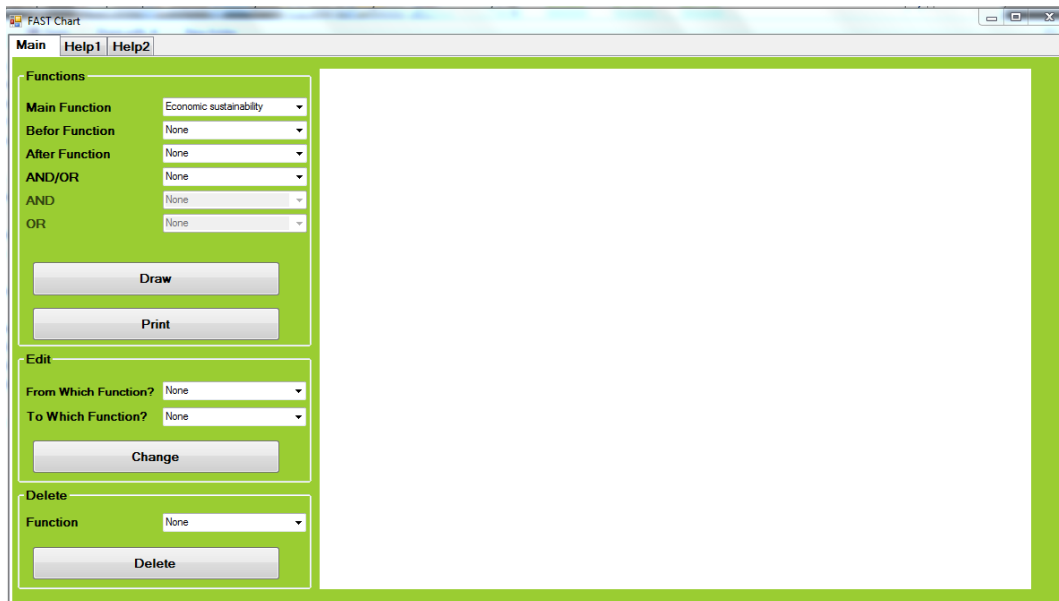 FAST Chart
Main Help1 Help2
Functions
Main Function Economic sustainability
Befor Function None
After Function None
AND/OR None
AND None
OR None
Draw
Print
Edit
From Which Function? None
To Which Function? None
Change
Delete
Function None
Delete